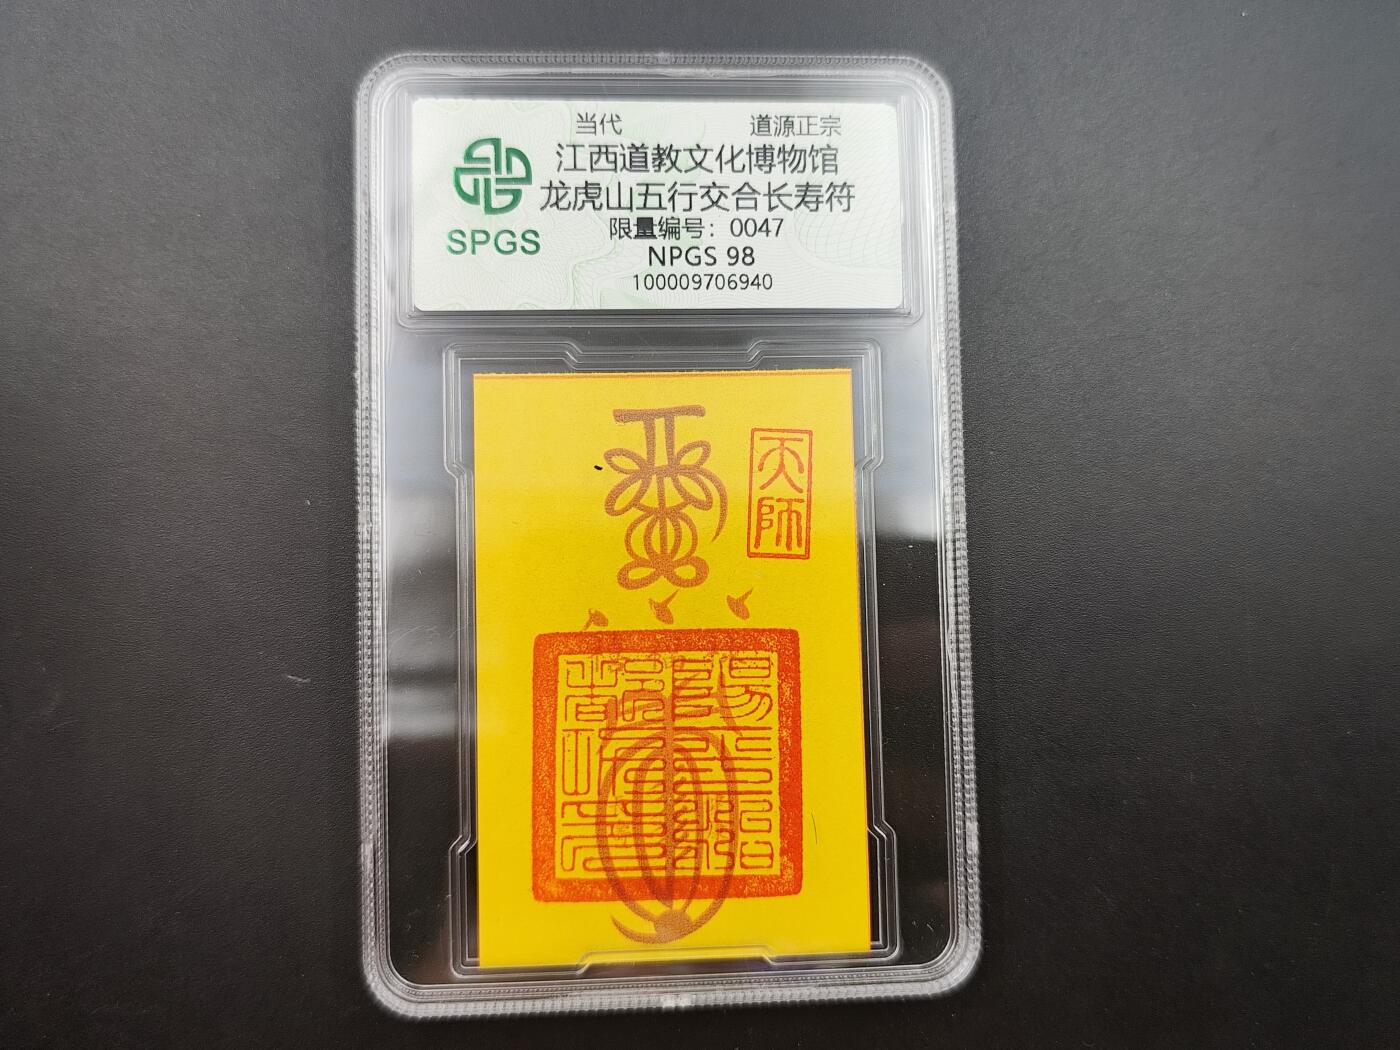 当代 道源正宗
江西道教文化博物馆
龙虎山五行交合长寿符
限量编号：0047
NPGS 98
100009706940
SPGS
天师